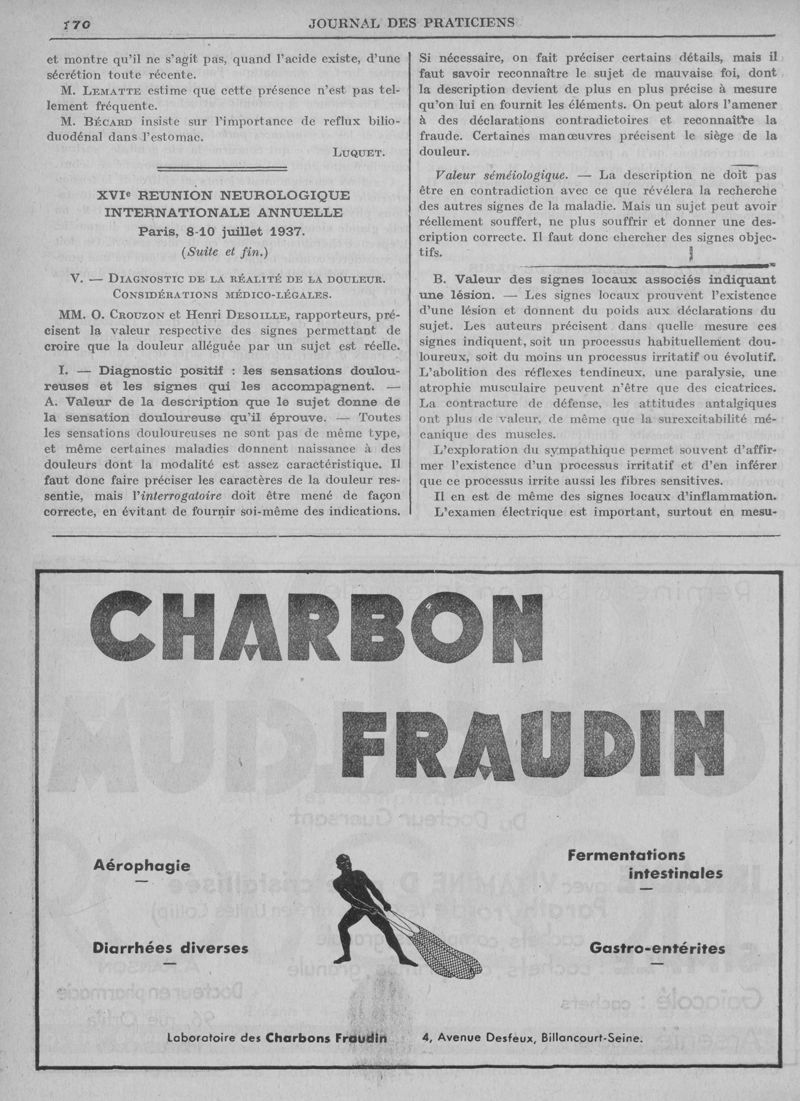 170
JOURNAL DES PRATICIENS
et montre qu'il ne s'agit pas, quand l'acide existe, d'une
sécrétion toute récente.
M. LEMATTE estime que cette présence n'est pas tel-
lement fréquente.
M. BÉCARD insiste sur l'importance de reflux bilio-
duodénal dans l'estomac.
LUQUET.
XVIe REUNION NEUROLOGIQUE
INTERNATIONALE ANNUELLE
Paris, 8-10 juillet 1937.
(Suite et fin.)
V. — DIAGNOSTIC DE LA RÉALITÉ DE LA DOULEUR.
CONSIDÉRATIONS MÉDICO-LÉGALES.
MM. O. CROUZON et Henri DESOILLE, rapporteurs, pré-
cisent la valeur respective des signes permettant de
croire que la douleur alléguée par un sujet est réelle.
I. — Diagnostic positif : les sensations doulou-
reuses et les signes qui les accompagnent. —
A. Valeur de la description que le sujet donne de
la sensation douloureuse qu'il éprouve. — Toutes
les sensations douloureuses ne sont pas de même type,
et même certaines maladies donnent naissance à des
douleurs dont la modalité est assez caractéristique. Il
faut donc faire préciser les caractères de la douleur res-
sentie, mais l'interrogatoire doit être mené de façon
correcte, en évitant de fournir soi-même des indications.
Si nécessaire, on fait préciser certains détails, mais il
faut savoir reconnaître le sujet de mauvaise foi, dont
la description devient de plus en plus précise à mesure
qu'on lui en fournit les éléments. On peut alors l'amener
à des déclarations contradictoires et reconnaître la
fraude. Certaines manœuvres précisent le siège de la
douleur.
Valeur séméiologique. — La description ne doit pas
être en contradiction avec ce que révélera la recherche
des autres signes de la maladie. Mais un sujet peut avoir
réellement souffert, ne plus souffrir et donner une des-
cription correcte. Il faut donc chercher des signes objec-
tifs.
B. Valeur des signes locaux associés indiquant
une lésion. — Les signes locaux prouvent l'existence
d'une lésion et donnent du poids aux déclarations du
sujet. Les auteurs précisent dans quelle mesure ces
signes indiquent, soit un processus habituellement dou-
loureux, soit du moins un processus irritatif ou évolutif.
L'abolition des réflexes tendineux, une paralysie, une
atrophie musculaire peuvent n'être que des cicatrices.
La contracture de défense, les attitudes antalgiques
ont plus de valeur, de même que la surexcitabilité mé-
canique des muscles.
L'exploration du sympathique permet souvent d'affir-
mer l'existence d'un processus irritatif et d'en inférer
que ce processus irrite aussi les fibres sensitives.
Il en est de même des signes locaux d'inflammation.
L'examen électrique est important, surtout en mesu-
CHARBON
FRAUDIN
Aérophagie
Fermentations
intestinales
Diarrhées diverses
Gastro-entérites
Laboratoire des Charbons Fraudin 4, Avenue Desfeux, Billancourt-Seine.